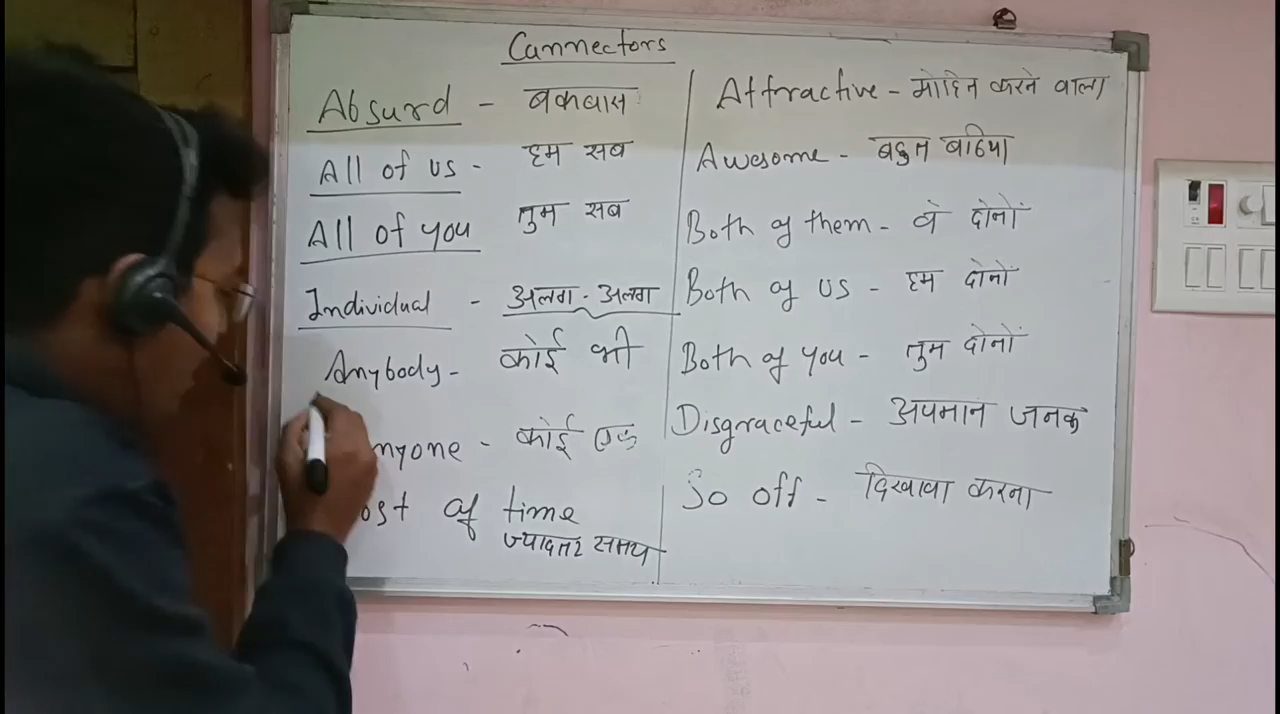 Cannectors
Absurd - बकवास
All of us - हम सब
All of you तुम सब
Individual - अलग - अलग
Anybody - कोई भी
nyone - कोई एक
ost of time
ज्यादातर समय
Attractive - मोहित करने वाला
Awesome - बहुत बढिया
Both of them - वे दोनों
Both of us - हम दोनों
Both of you - तुम दोनों
Disgraceful - अपमान जनक
So off - दिखावा करना